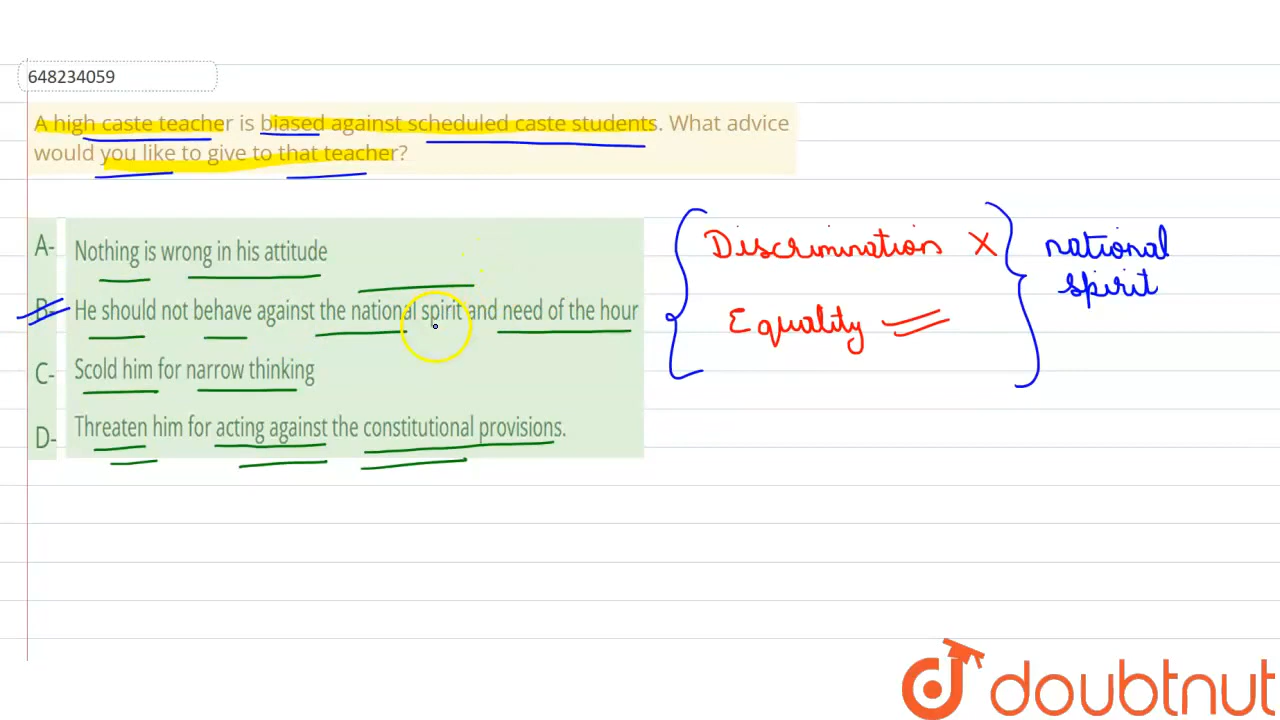 648234059
A high caste teacher is biased against scheduled caste students. What advice
would you like to give to that teacher?
A- Nothing is wrong in his attitude
B- He should not behave against the national spirit and need of the hour
C- Scold him for narrow thinking
D- Threaten him for acting against the constitutional provisions.
Discrimination X
Equality
national
spirit
doubtnut